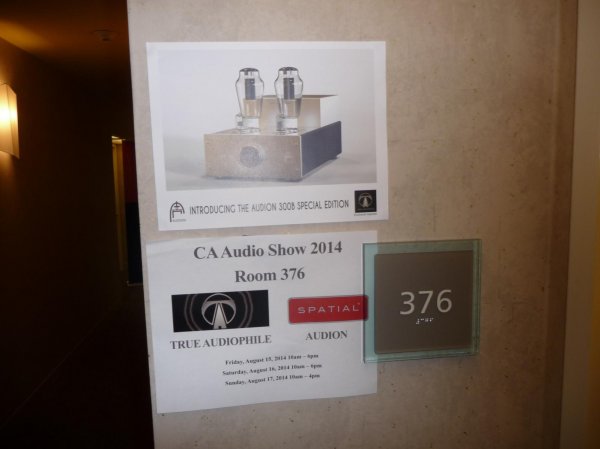 INTRODUCING THE AUDION 300B SPECIAL EDITION
CA Audio Show 2014
Room 376
SPATIAL
TRUE AUDIOPHILE
AUDION
Friday, August 15, 2014 10am – 6pm
Saturday, August 16, 2014 10am – 6pm
Sunday, August 17, 2014 10am – 4pm
376